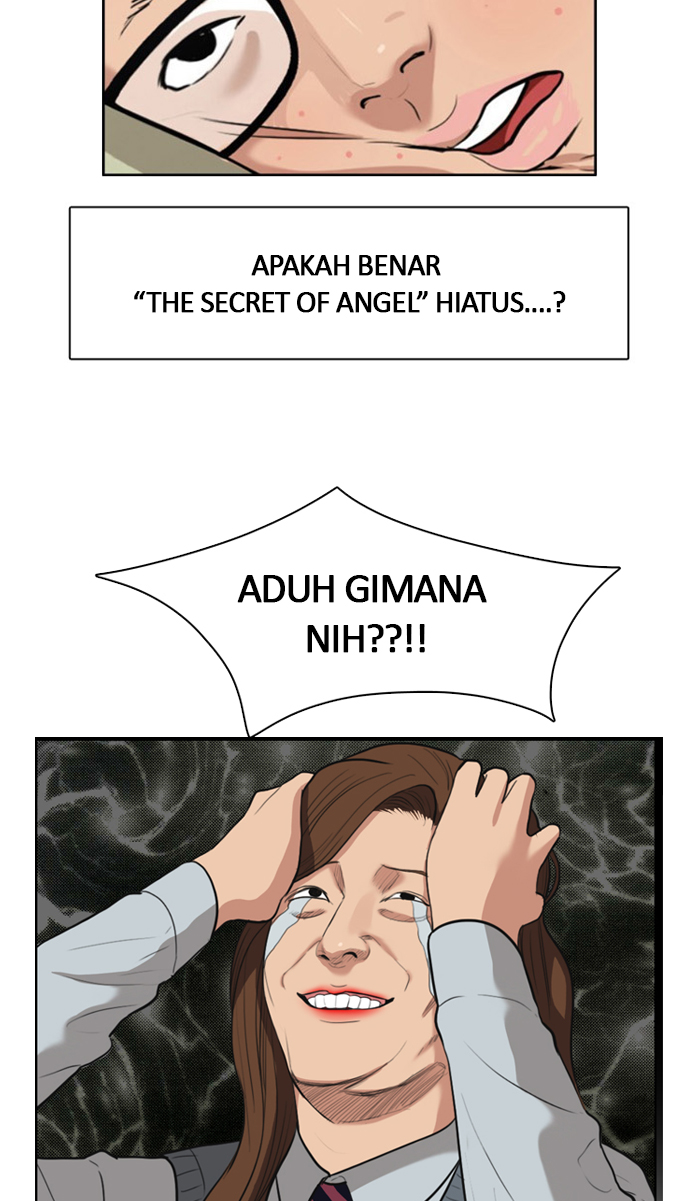 APAKAH BENAR
“THE SECRET OF ANGEL” HIATUS....?
ADUH GIMANA
NIH??!!